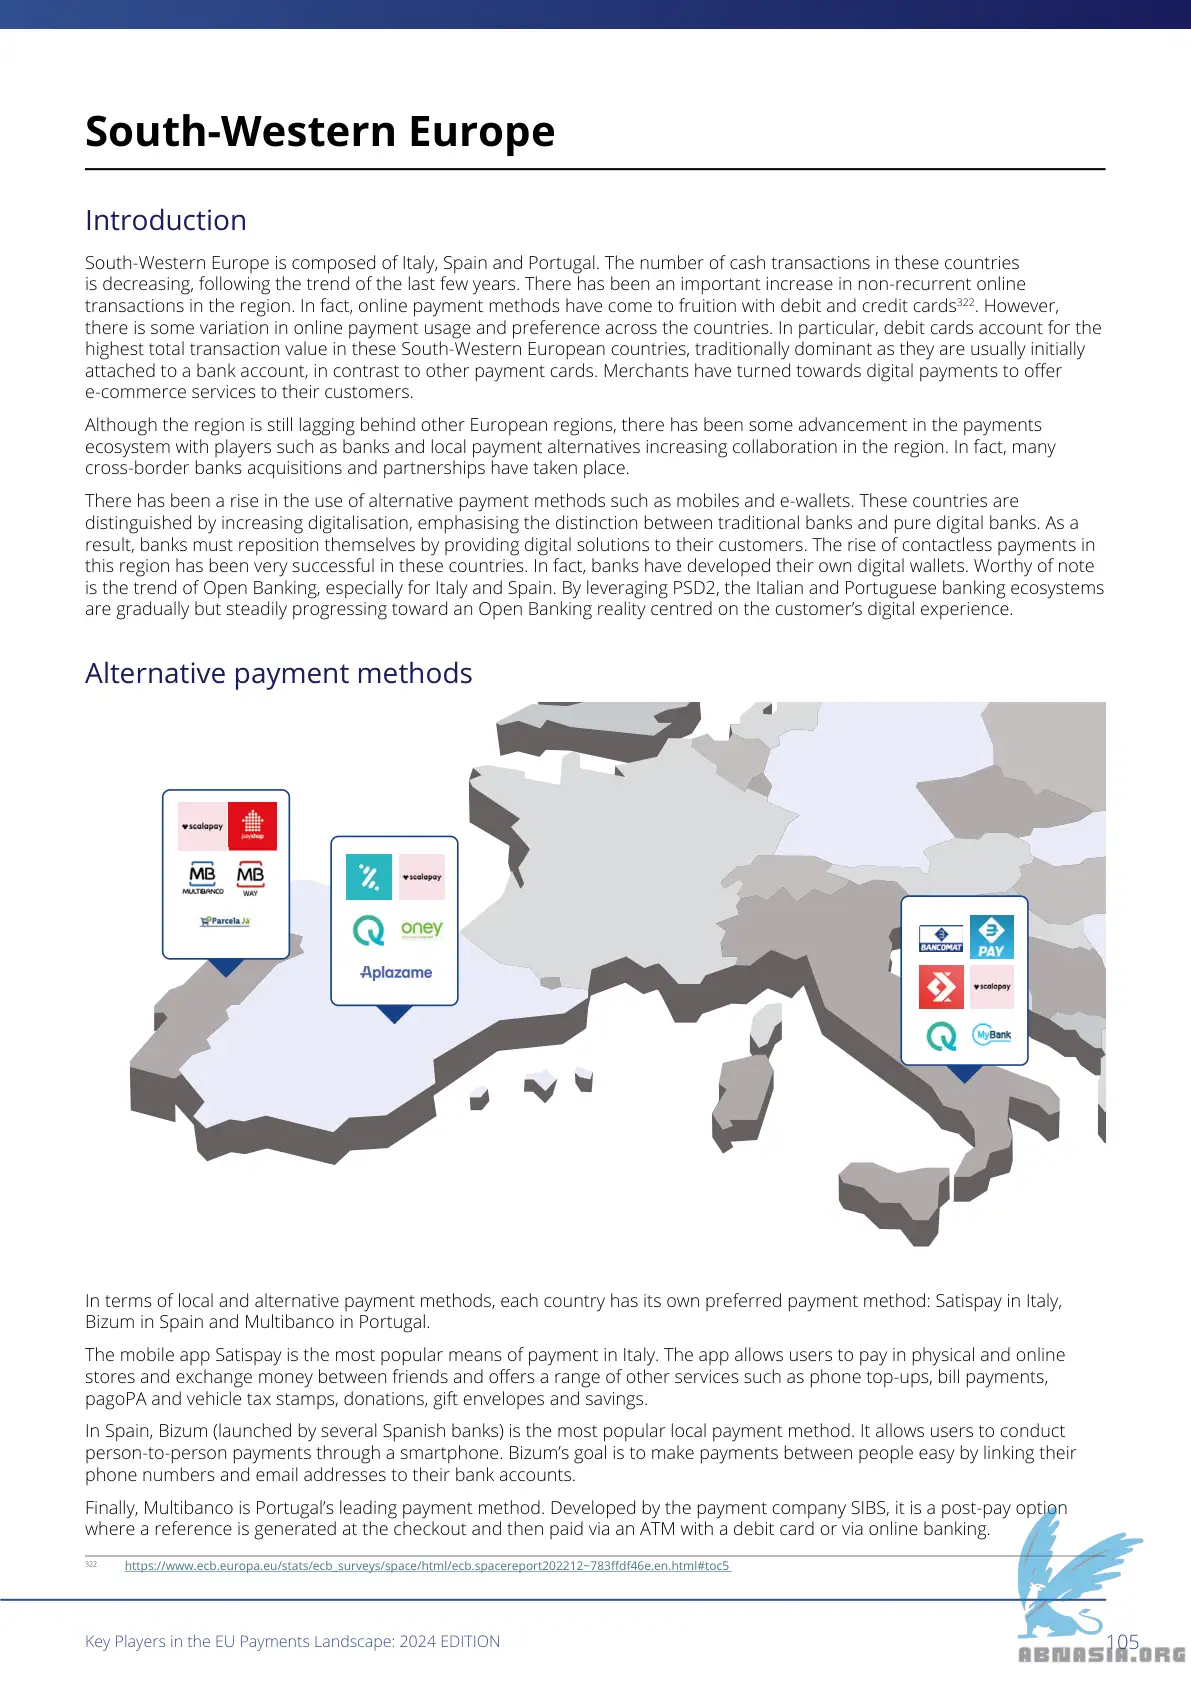 South-Western Europe
Introduction
South-Western Europe is composed of Italy, Spain and Portugal. The number of cash transactions in these countries
is decreasing, following the trend of the last few years. There has been an important increase in non-recurrent online
transactions in the region. In fact, online payment methods have come to fruition with debit and credit cards322. However,
there is some variation in online payment usage and preference across the countries. In particular, debit cards account for the
highest total transaction value in these South-Western European countries, traditionally dominant as they are usually initially
attached to a bank account, in contrast to other payment cards. Merchants have turned towards digital payments to offer
e-commerce services to their customers.
Although the region is still lagging behind other European regions, there has been some advancement in the payments
ecosystem with players such as banks and local payment alternatives increasing collaboration in the region. In fact, many
cross-border banks acquisitions and partnerships have taken place.
There has been a rise in the use of alternative payment methods such as mobiles and e-wallets. These countries are
distinguished by increasing digitalisation, emphasising the distinction between traditional banks and pure digital banks. As a
result, banks must reposition themselves by providing digital solutions to their customers. The rise of contactless payments in
this region has been very successful in these countries. In fact, banks have developed their own digital wallets. Worthy of note
is the trend of Open Banking, especially for Italy and Spain. By leveraging PSD2, the Italian and Portuguese banking ecosystems
are gradually but steadily progressing toward an Open Banking reality centred on the customer's digital experience.
Alternative payment methods
scalapay
payshop
MB
MULTIBANCO
MB
WAY
Parcela Já
scalapay
oney
Aplazame
BANCOMAT
PAY
scalapay
MyBank
In terms of local and alternative payment methods, each country has its own preferred payment method: Satispay in Italy,
Bizum in Spain and Multibanco in Portugal.
The mobile app Satispay is the most popular means of payment in Italy. The app allows users to pay in physical and online
stores and exchange money between friends and offers a range of other services such as phone top-ups, bill payments,
pagoPA and vehicle tax stamps, donations, gift envelopes and savings.
In Spain, Bizum (launched by several Spanish banks) is the most popular local payment method. It allows users to conduct
person-to-person payments through a smartphone. Bizum's goal is to make payments between people easy by linking their
phone numbers and email addresses to their bank accounts.
Finally, Multibanco is Portugal's leading payment method. Developed by the payment company SIBS, it is a post-pay option
where a reference is generated at the checkout and then paid via an ATM with a debit card or via online banking.
322 https://www.ecb.europa.eu/stats/ecb_surveys/space/html/ecb.spacereport202212~783ffdf46e.en.html#toc5
Key Players in the EU Payments Landscape: 2024 EDITION
105
ABNASIA.ORG